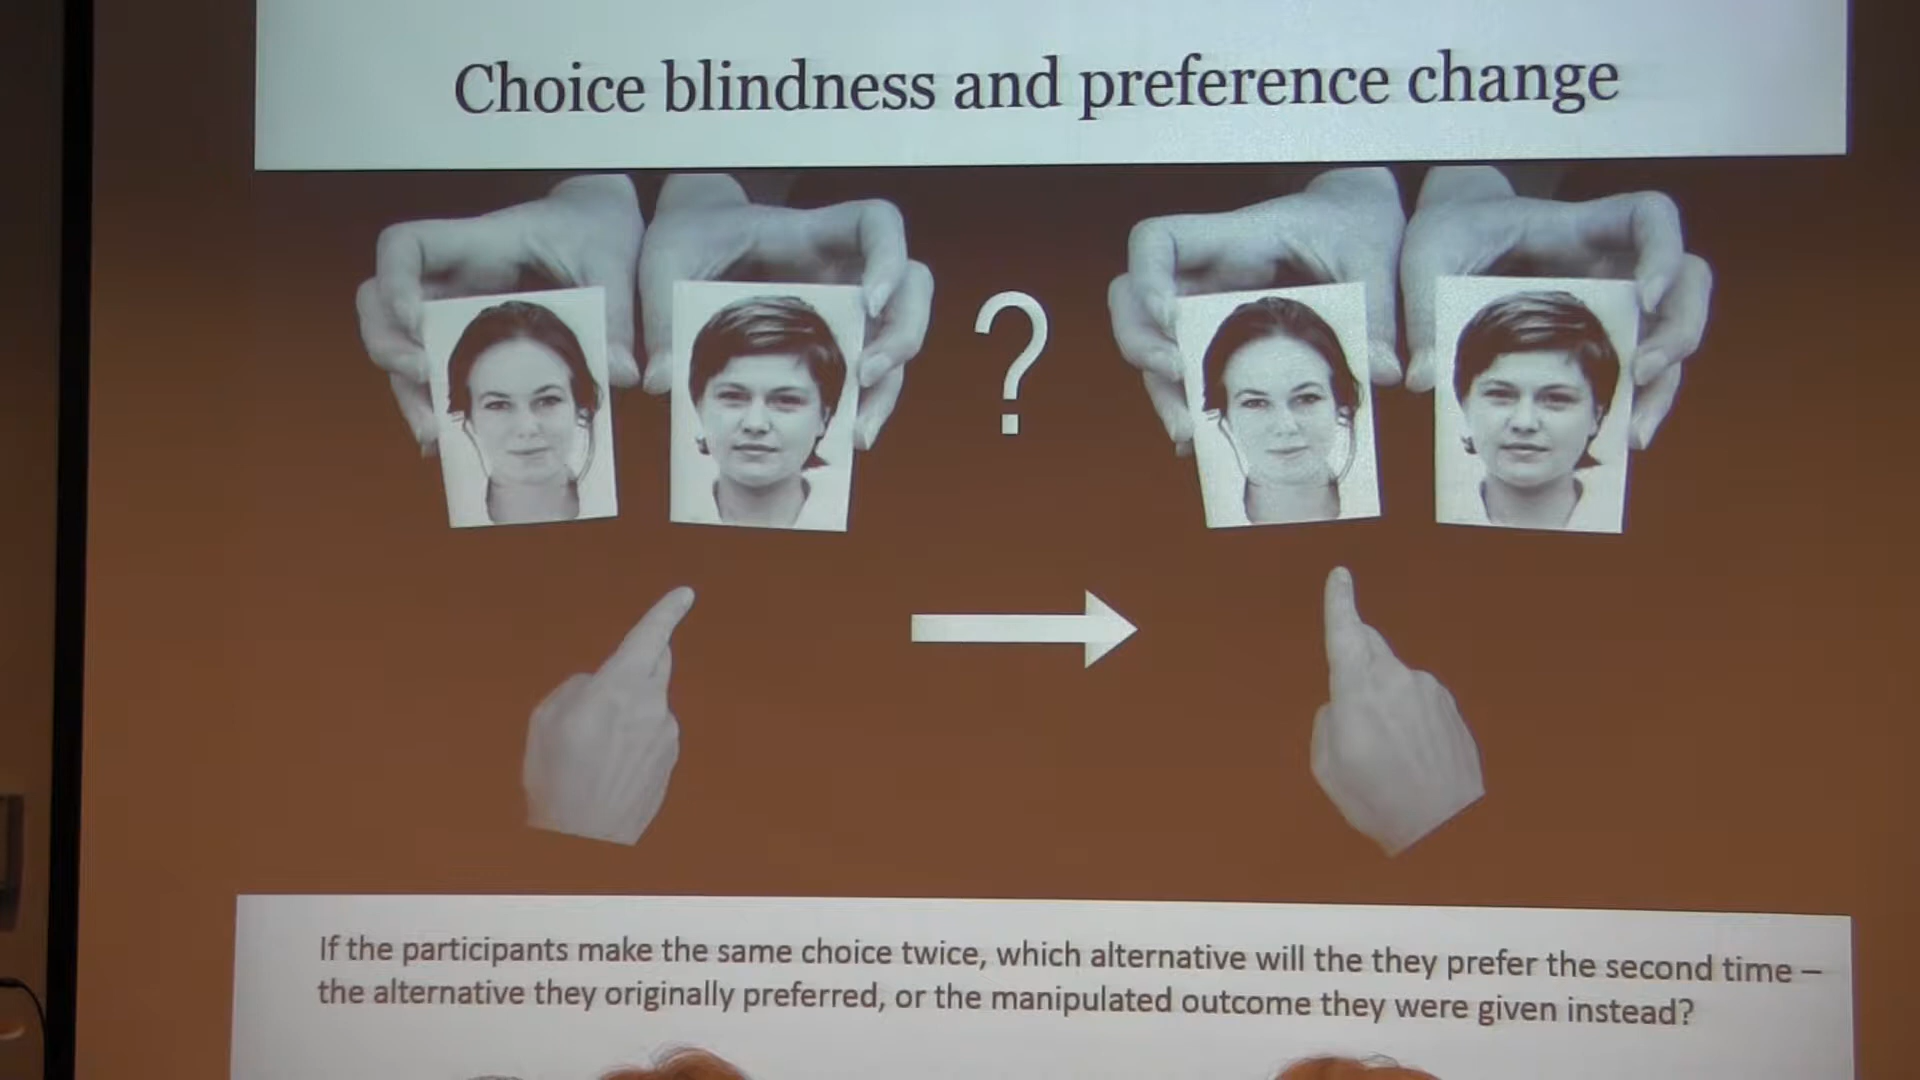 Choice blindness and preference change
?
If the participants make the same choice twice, which alternative will the they prefer the second time –
the alternative they originally preferred, or the manipulated outcome they were given instead?